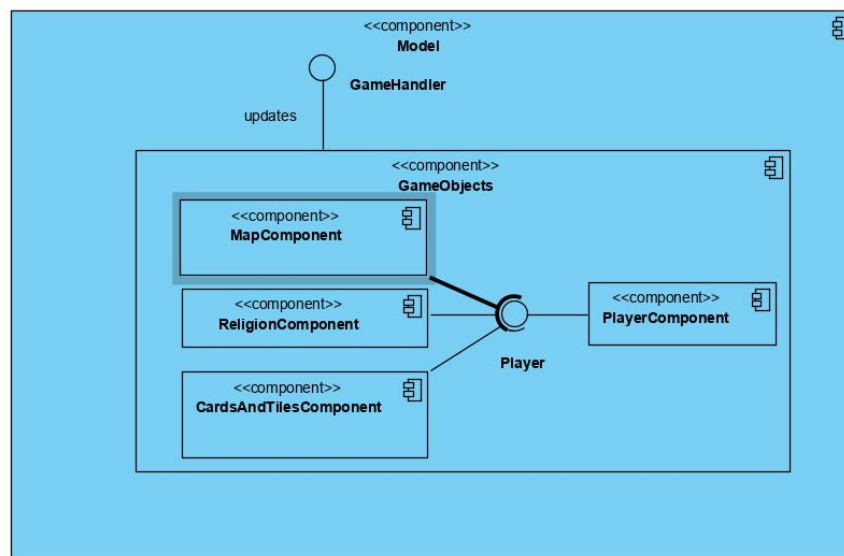 <<component>>
Model
GameHandler
updates
<<component>>
GameObjects
<<component>>
MapComponent
<<component>>
ReligionComponent
<<component>>
PlayerComponent
Player
<<component>>
CardsAndTilesComponent